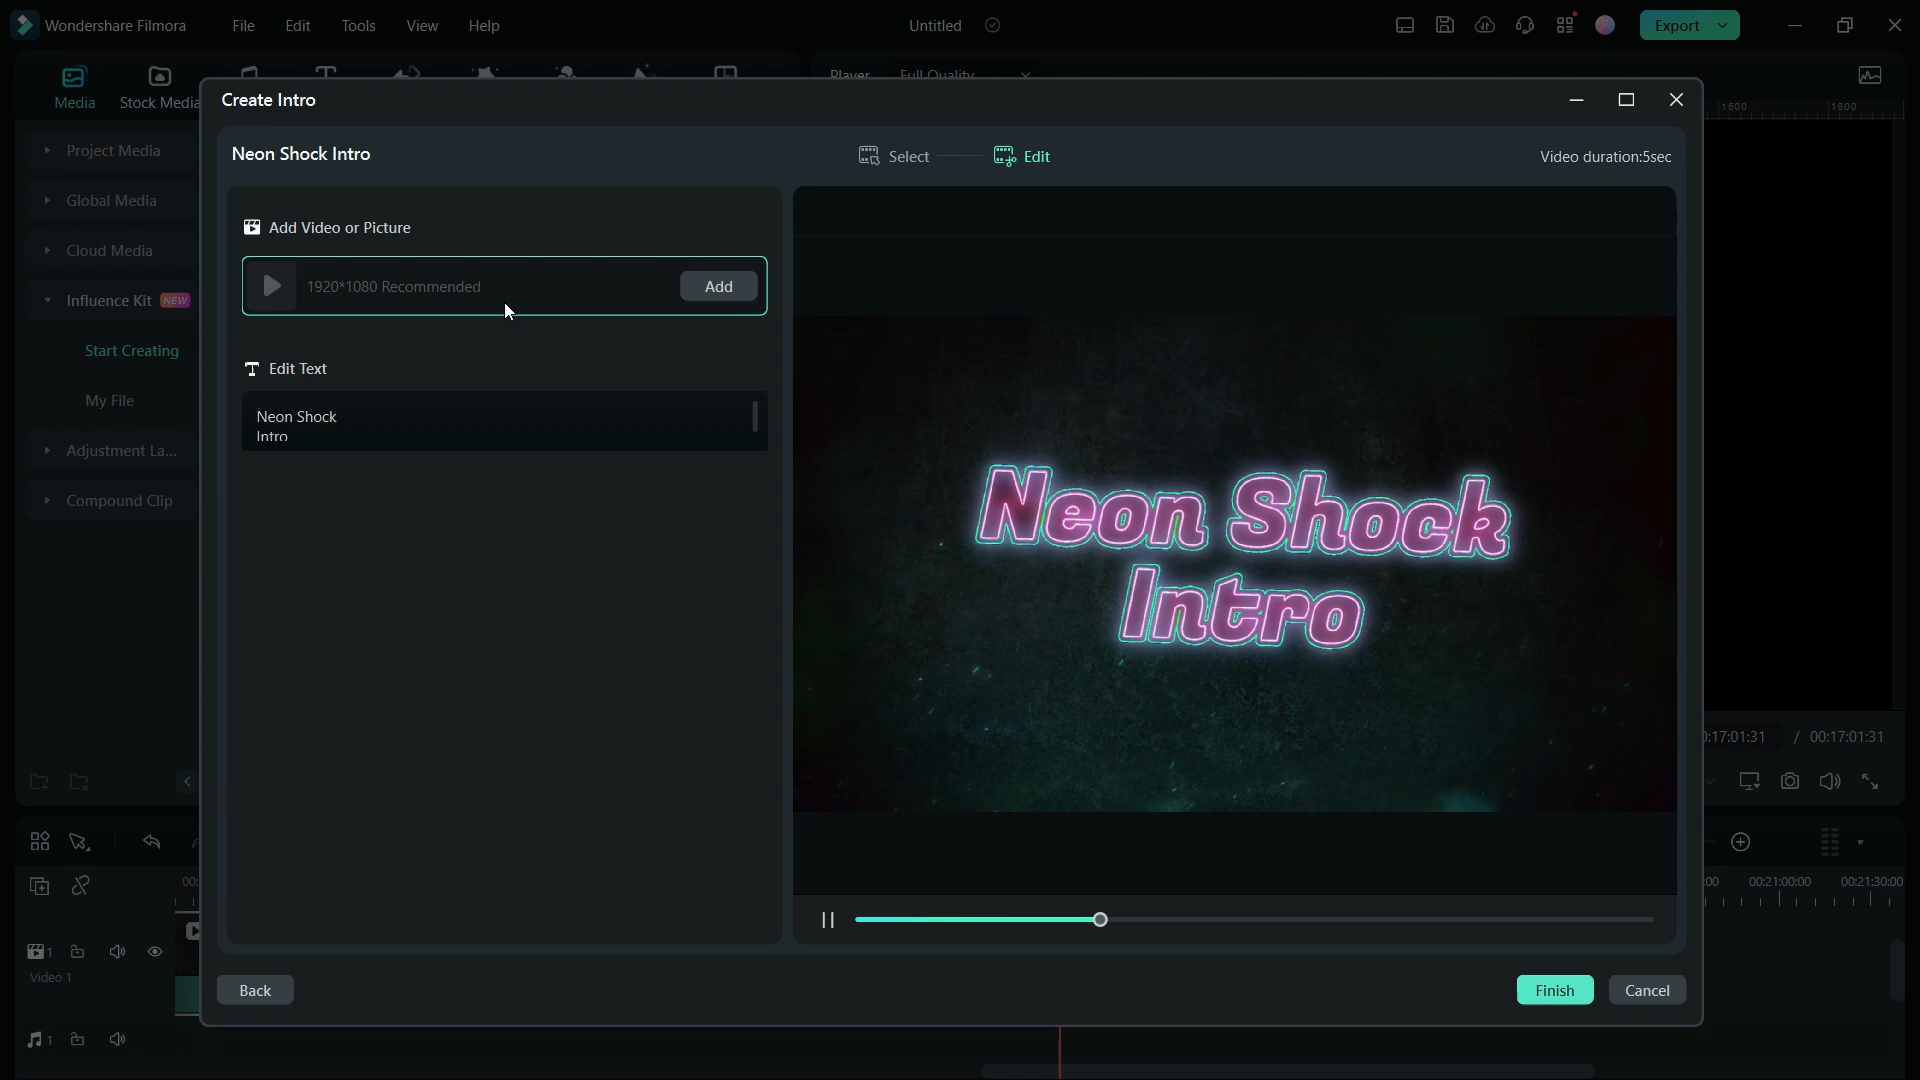 Wondershare Filmora
File
Edit
Tools
View
Help
Untitled
Export
Media
Stock Media
Player
Full Quality
Create Intro
1600
1800
Neon Shock Intro
Select
Edit
Video duration:5sec
Project Media
Global Media
Cloud Media
Influence Kit NEW
Start Creating
My File
Adjustment La...
Compound Clip
Add Video or Picture
1920*1080 Recommended
Add
Edit Text
Neon Shock
Intro
Neon Shock
Intro
:17:01:31 / 00:17:01:31
00:
:00
00:21:00:00
00:21:30:00
1
Video 1
Back
Finish
Cancel
1